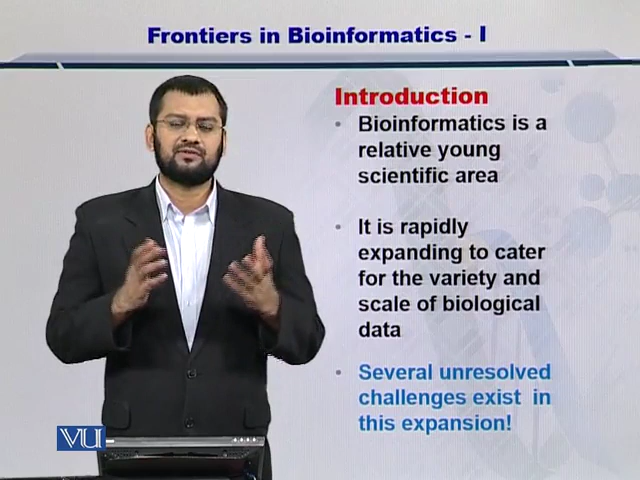 Frontiers in Bioinformatics - I
Introduction
• Bioinformatics is a
relative young
scientific area
• It is rapidly
expanding to cater
for the variety and
scale of biological
data
• Several unresolved
challenges exist in
this expansion!
VU